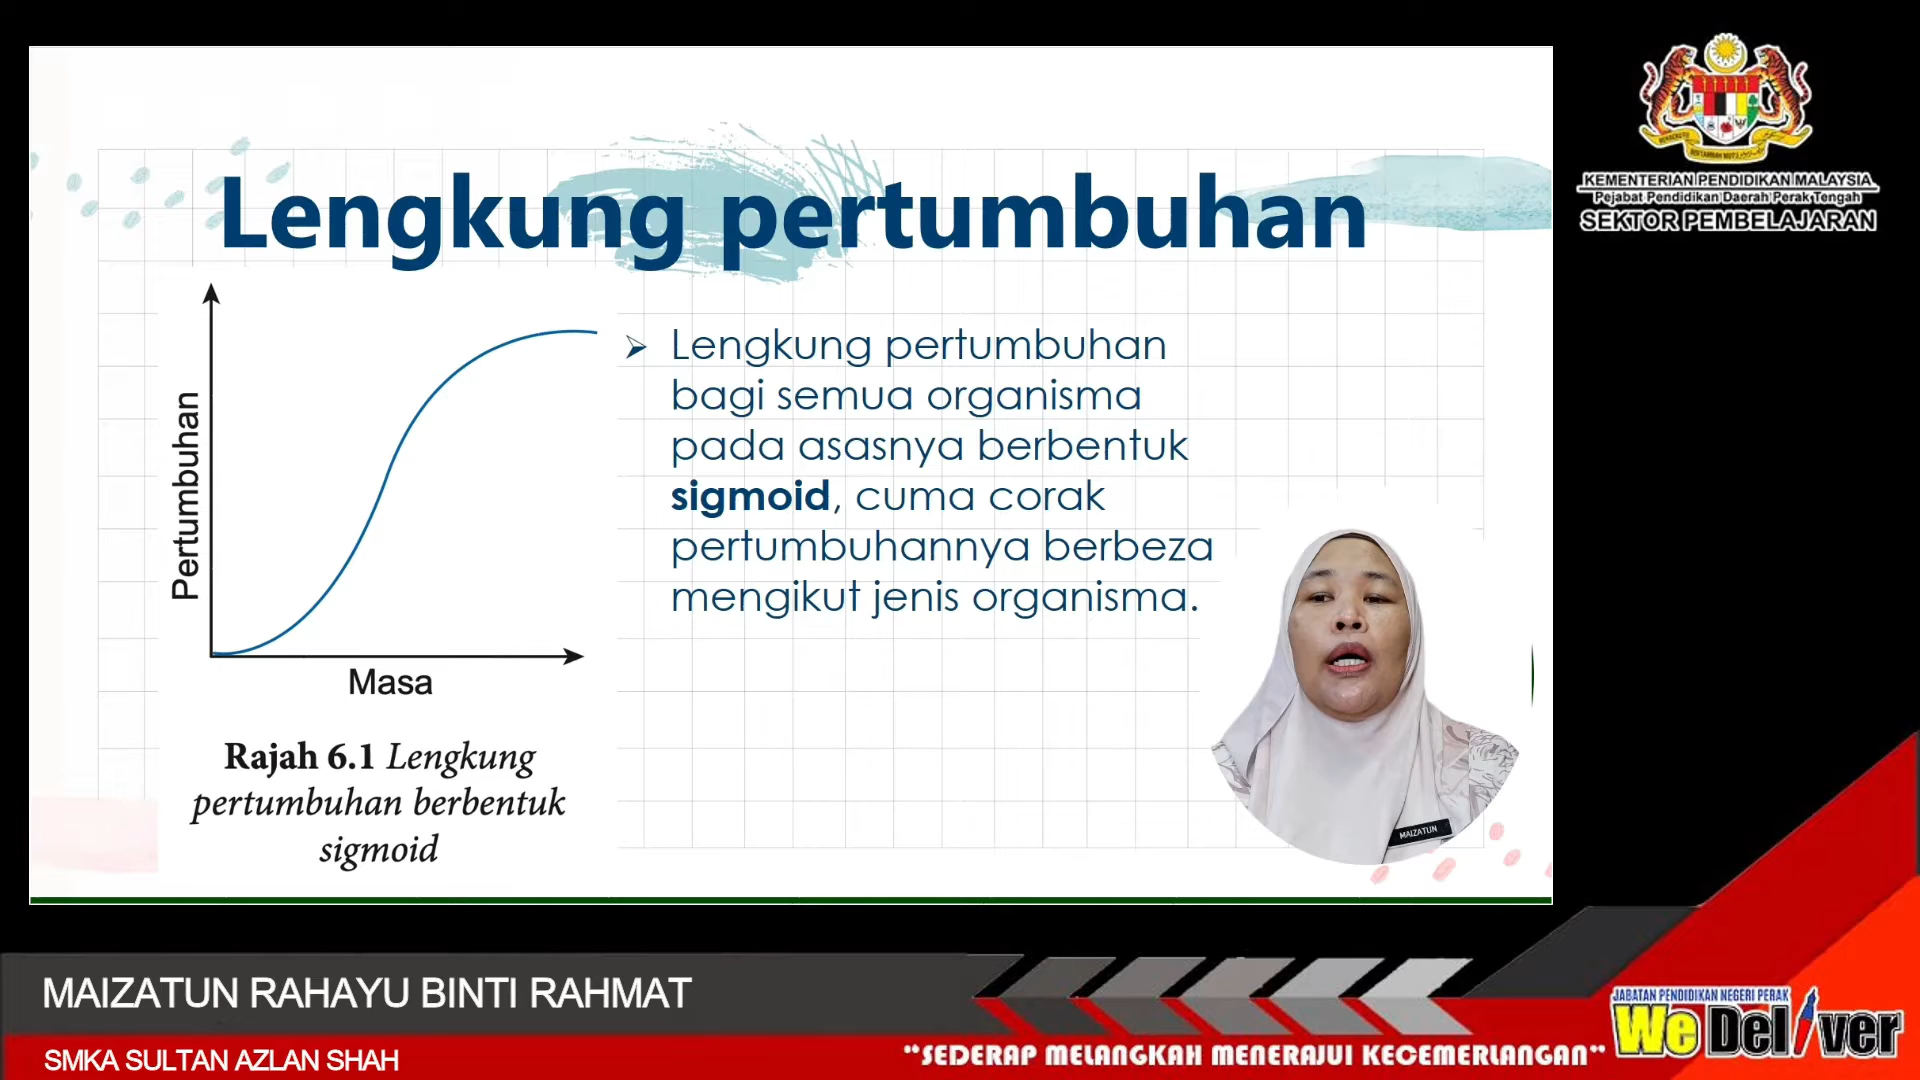 Lengkung pertumbuhan
Pertumbuhan
Masa
Rajah 6.1 Lengkung
pertumbuhan berbentuk
sigmoid
➢ Lengkung pertumbuhan
bagi semua organisma
pada asasnya berbentuk
sigmoid, cuma corak
pertumbuhannya berbeza
mengikut jenis organisma.
MAIZATUN
KEMENTERIAN PENDIDIKAN MALAYSIA
Pejabat Pendidikan Daerah Perak Tengah
SEKTOR PEMBELAJARAN
MAIZATUN RAHAYU BINTI RAHMAT
SMKA SULTAN AZLAN SHAH
"SEDERAP MELANGKAH MENERAJUI KECEMERLANGAN"
JABATAN PENDIDIKAN NEGERI PERAK
We Deliver